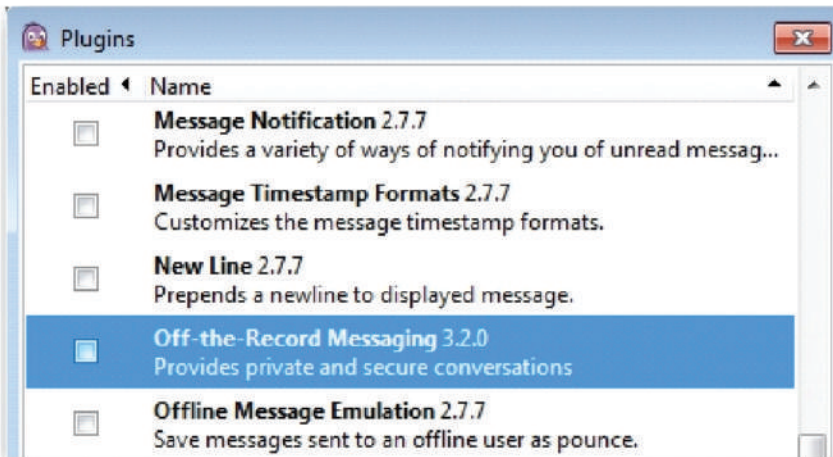 Plugins
Enabled Name
Message Notification 2.7.7
Provides a variety of ways of notifying you of unread messag...
Message Timestamp Formats 2.7.7
Customizes the message timestamp formats.
New Line 2.7.7
Prepends a newline to displayed message.
Off-the-Record Messaging 3.2.0
Provides private and secure conversations
Offline Message Emulation 2.7.7
Save messages sent to an offline user as pounce.